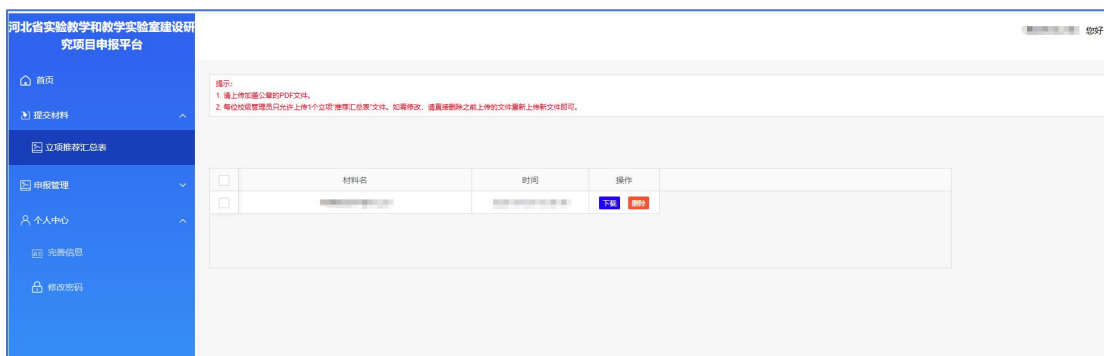 河北省实验教学和教学实验室建设研
究项目申报平台
您好
首页
提交材料
立项推荐汇总表
申报管理
个人中心
完善信息
修改密码
提示:
1. 请上传加盖公章的PDF文件。
2. 每位校级管理员只允许上传1个立项“推荐汇总表”文件。如需修改，请直接删除之前上传的文件重新上传新文件即可。
材料名 时间 操作
下载 删除